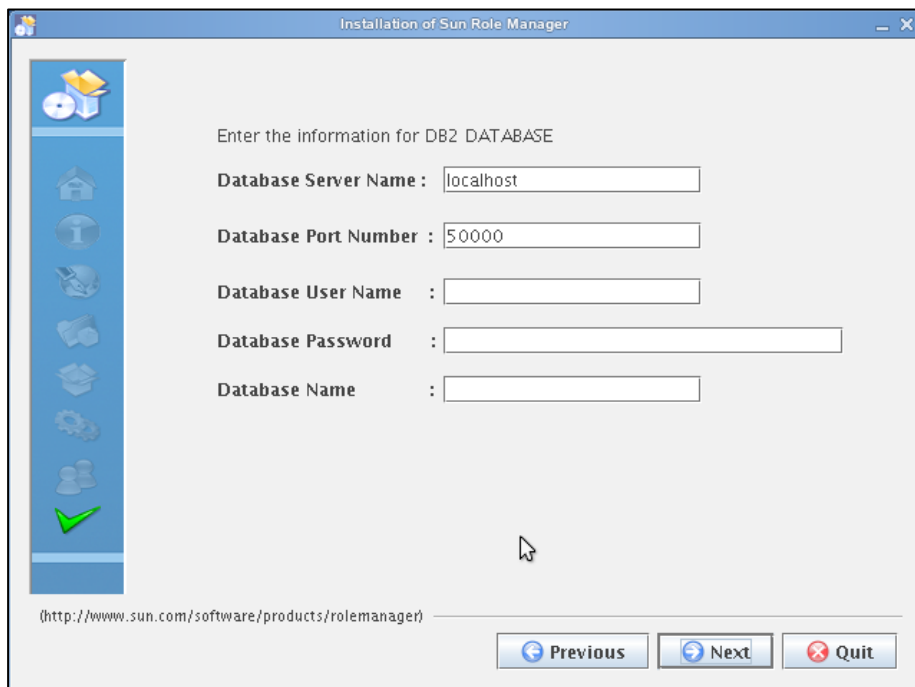 Installation of Sun Role Manager
Enter the information for DB2 DATABASE
Database Server Name : localhost
Database Port Number : 50000
Database User Name :
Database Password :
Database Name :
(http://www.sun.com/software/products/rolemanager)
Previous Next Quit